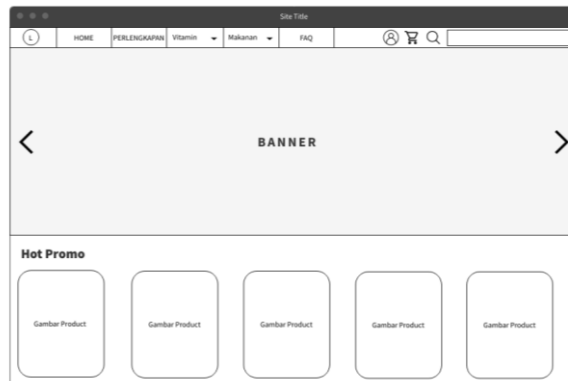 Site Title
L HOME PERLENGKAPAN Vitamin Makanan FAQ
BANNER
Hot Promo
Gambar Product Gambar Product Gambar Product Gambar Product Gambar Product